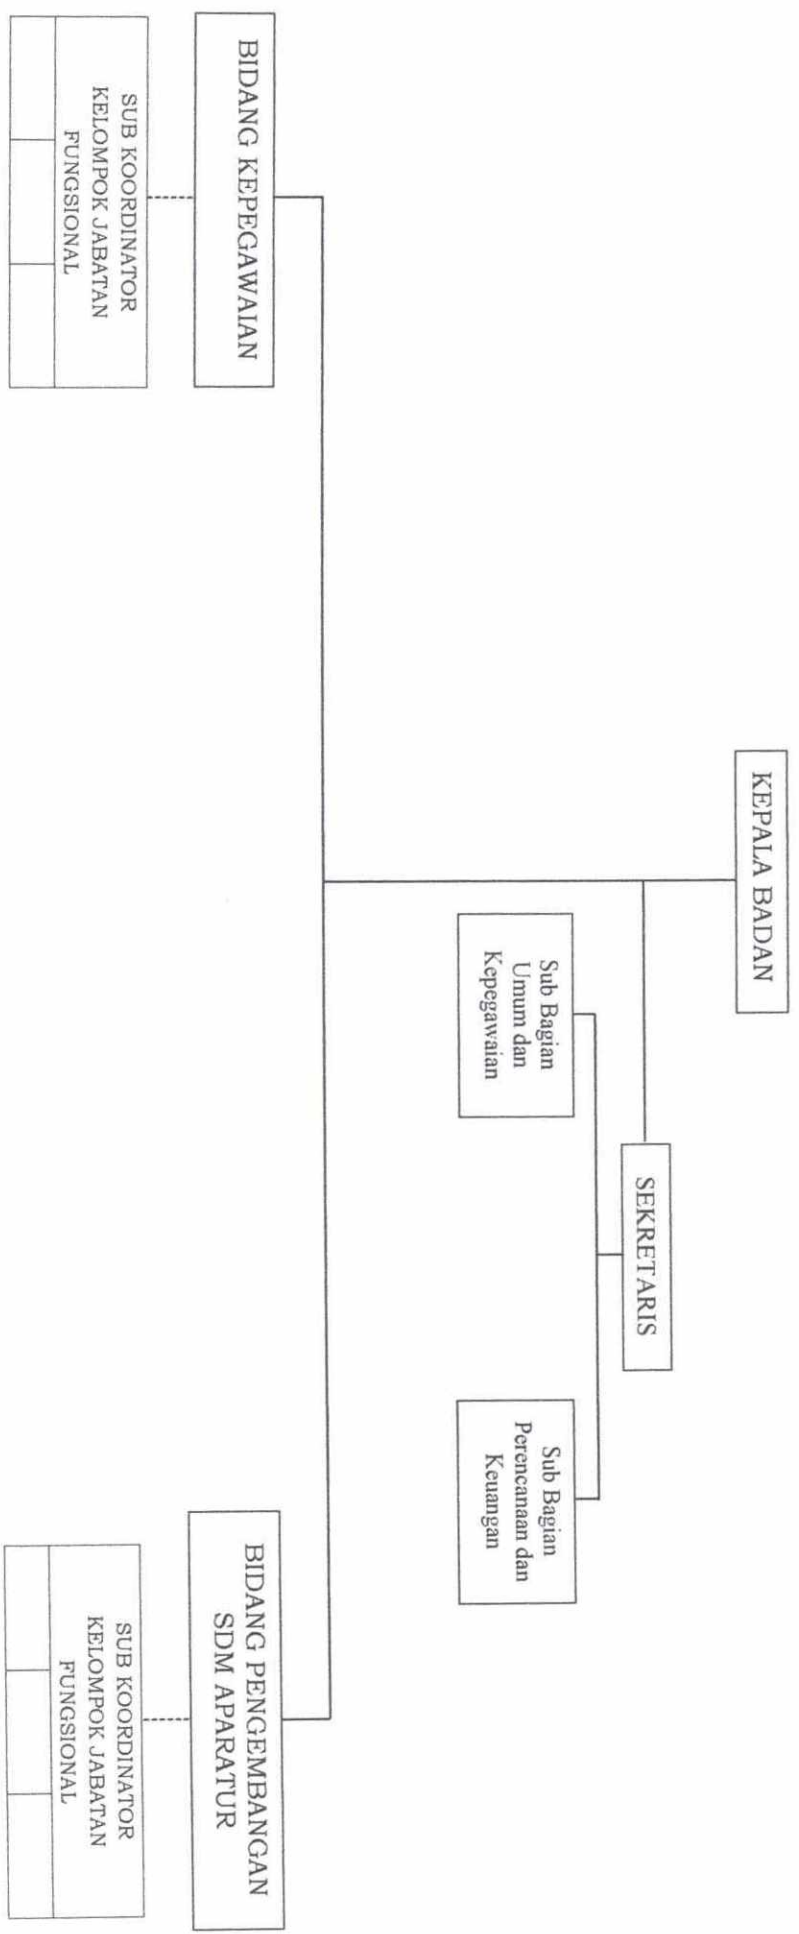 KEPALA BADAN
SEKRETARIS
Sub Bagian
Umum dan
Kepegawaian
Sub Bagian
Perencanaan dan
Keuangan
BIDANG KEPEGAWAIAN
BIDANG PENGEMBANGAN
SDM APARATUR
SUB KOORDINATOR
KELOMPOK JABATAN
FUNGSIONAL
SUB KOORDINATOR
KELOMPOK JABATAN
FUNGSIONAL